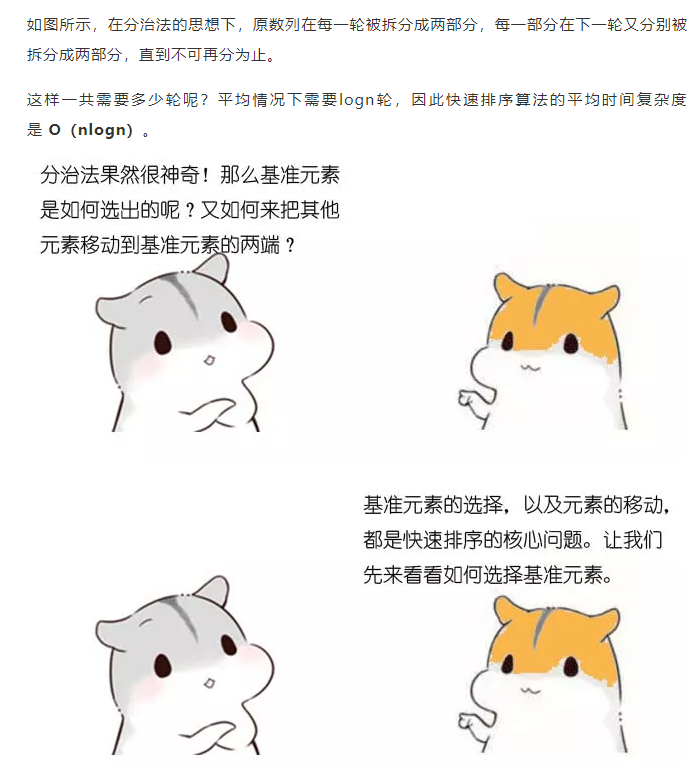 如图所示，在分治法的思想下，原数列在每一轮被拆分成两部分，每一部分在下一轮又分别被
拆分成两部分，直到不可再分为止。
这样一共需要多少轮呢？平均情况下需要logn轮，因此快速排序算法的平均时间复杂度
是 O（nlogn）。
分治法果然很神奇！那么基准元素
是如何选出的呢？又如何来把其他
元素移动到基准元素的两端？
基准元素的选择，以及元素的移动，
都是快速排序的核心问题。让我们
先来看看如何选择基准元素。